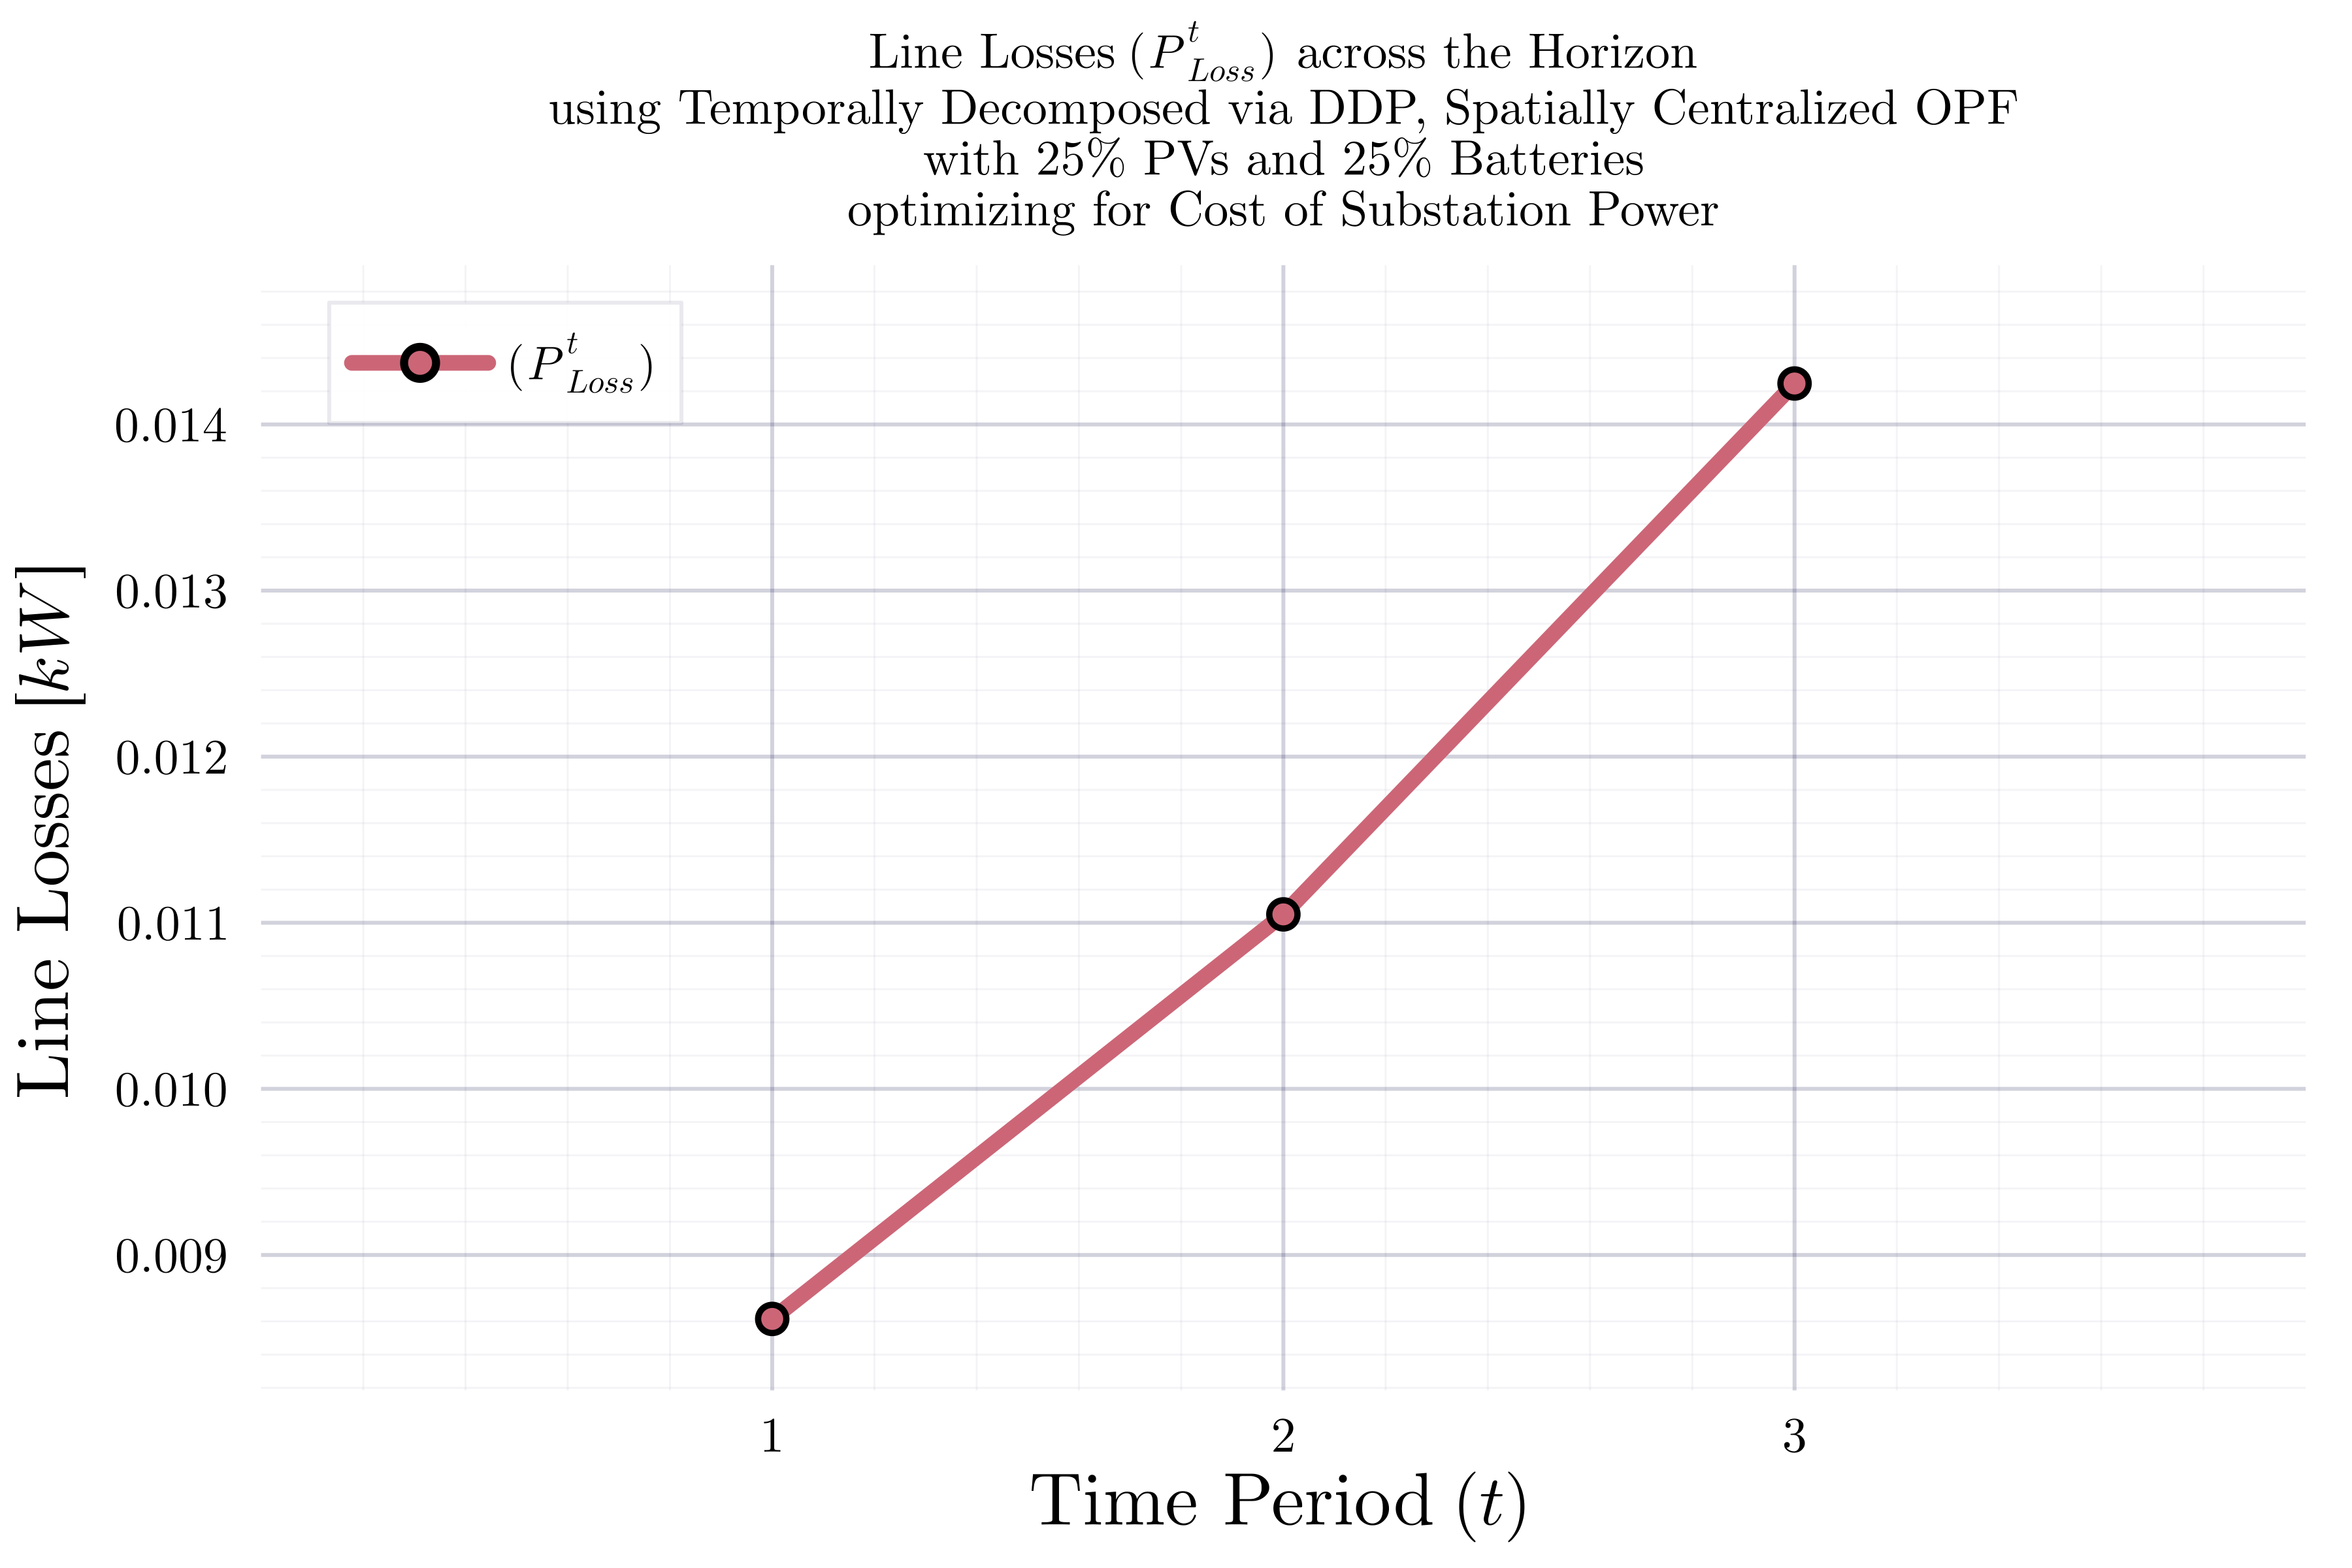 Line Losses (P^t_Loss) across the Horizon
using Temporally Decomposed via DDP, Spatially Centralized OPF
with 25% PVs and 25% Batteries
optimizing for Cost of Substation Power
(P^t_Loss)
0.014
0.013
0.012
0.011
0.010
0.009
Line Losses [kW]
1 2 3
Time Period (t)